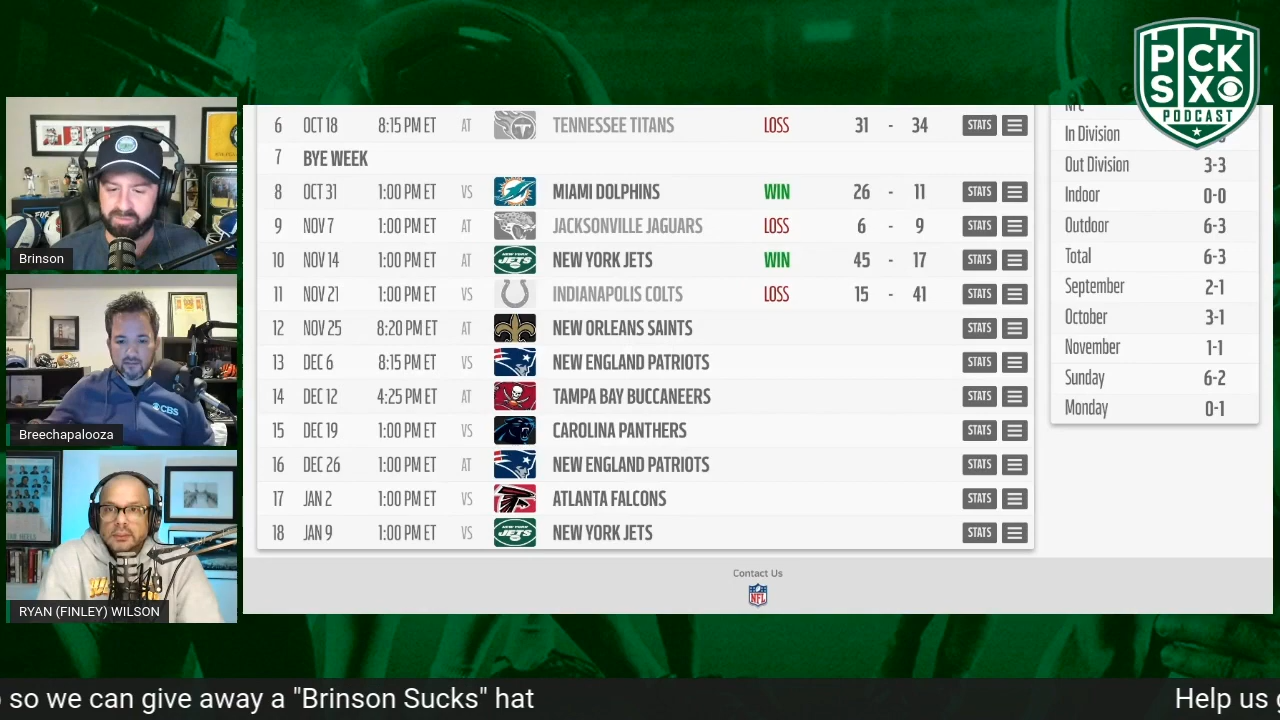 PICK
SIX
PODCAST
6 OCT 18 8:15 PM ET AT TENNESSEE TITANS LOSS 31 - 34 STATS
7 BYE WEEK
8 OCT 31 1:00 PM ET VS MIAMI DOLPHINS WIN 26 - 11 STATS
9 NOV 7 1:00 PM ET AT JACKSONVILLE JAGUARS LOSS 6 - 9 STATS
10 NOV 14 1:00 PM ET AT NEW YORK JETS WIN 45 - 17 STATS
11 NOV 21 1:00 PM ET VS INDIANAPOLIS COLTS LOSS 15 - 41 STATS
12 NOV 25 8:20 PM ET AT NEW ORLEANS SAINTS STATS
13 DEC 6 8:15 PM ET VS NEW ENGLAND PATRIOTS STATS
14 DEC 12 4:25 PM ET AT TAMPA BAY BUCCANEERS STATS
15 DEC 19 1:00 PM ET VS CAROLINA PANTHERS STATS
16 DEC 26 1:00 PM ET AT NEW ENGLAND PATRIOTS STATS
17 JAN 2 1:00 PM ET VS ATLANTA FALCONS STATS
18 JAN 9 1:00 PM ET VS NEW YORK JETS STATS
In Division
Out Division 3-3
Indoor 0-0
Outdoor 6-3
Total 6-3
September 2-1
October 3-1
November 1-1
Sunday 6-2
Monday 0-1
Contact Us
NFL
Brinson
CBS
Breechapalooza
RYAN (FINLEY) WILSON
so we can give away a "Brinson Sucks" hat
Help us